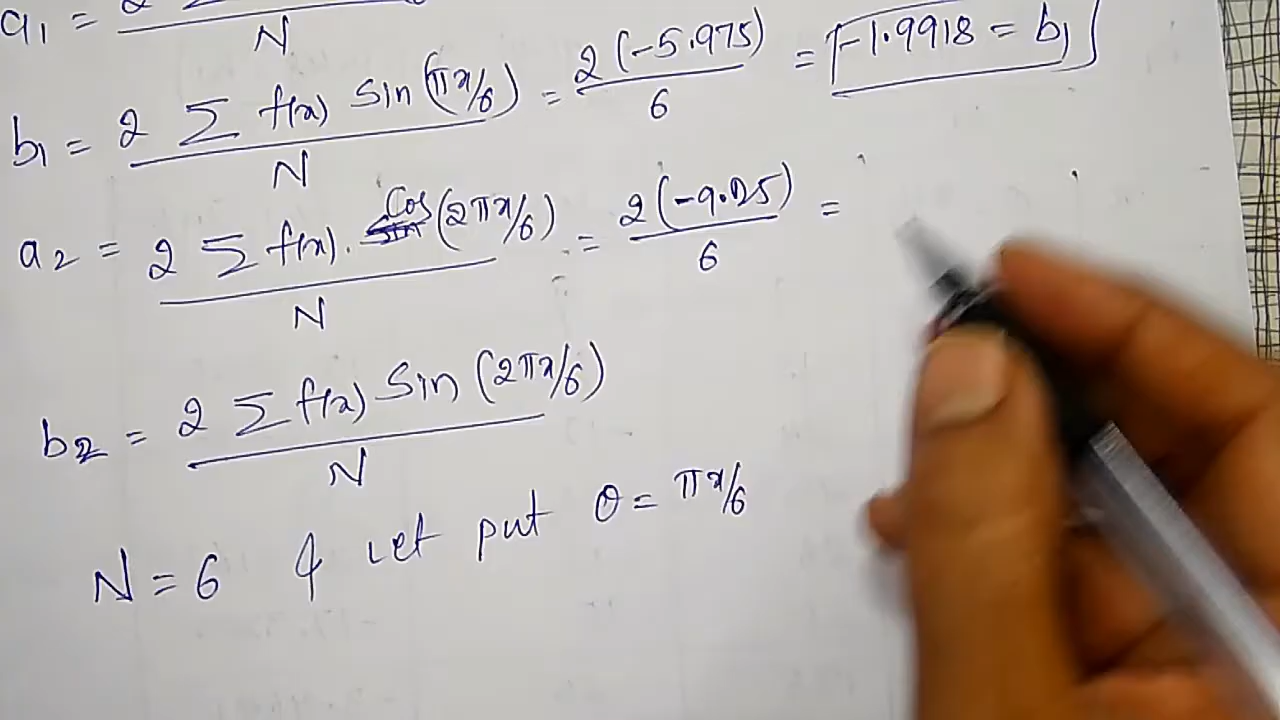 a1 = 2 / N
b1 = 2 Σ f(x) Sin (πx/6) / N = 2 (-5.975) / 6 = -1.9918 = b1
a2 = 2 Σ f(x). Cos (2πx/6) / N = 2 (-9.25) / 6 =
b2 = 2 Σ f(x) Sin (2πx/6) / N
N = 6 & Let put θ = πx/6